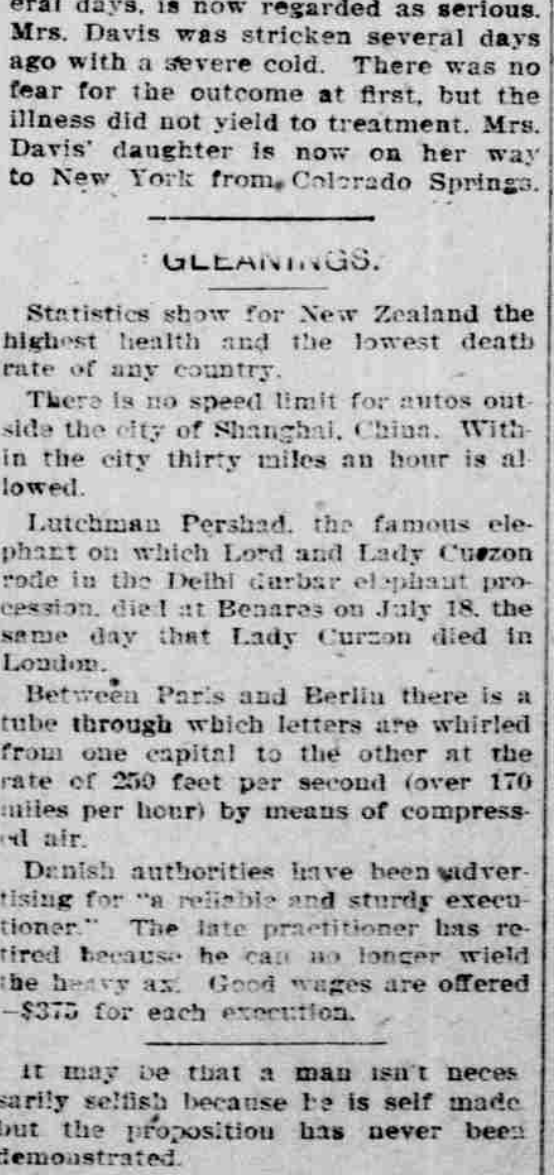 eral days, is now regarded as serious.
Mrs. Davis was stricken several days
ago with a severe cold. There was no
fear for the outcome at first, but the
illness did not yield to treatment. Mrs.
Davis' daughter is now on her way
to New York from Colorado Springs.
GLEANINGS.
Statistics show for New Zealand the
highest health and the lowest death
rate of any country.
There is no speed limit for autos out-
side the city of Shanghai, China. With-
in the city thirty miles an hour is al-
lowed.
Lutchman Pershad, the famous ele-
phant on which Lord and Lady Curzon
rode in the Delhi durbar elephant pro-
cession, died at Benares on July 18, the
same day that Lady Curzon died in
London.
Between Paris and Berlin there is a
tube through which letters are whirled
from one capital to the other at the
rate of 250 feet per second (over 170
miles per hour) by means of compress-
ed air.
Danish authorities have been adver-
tising for "a reliable and sturdy execu-
tioner." The late practitioner has re-
tired because he can no longer wield
the heavy ax. Good wages are offered
—$375 for each execution.
It may be that a man isn't neces
sarily selfish because he is self made
but the proposition has never been
demonstrated.